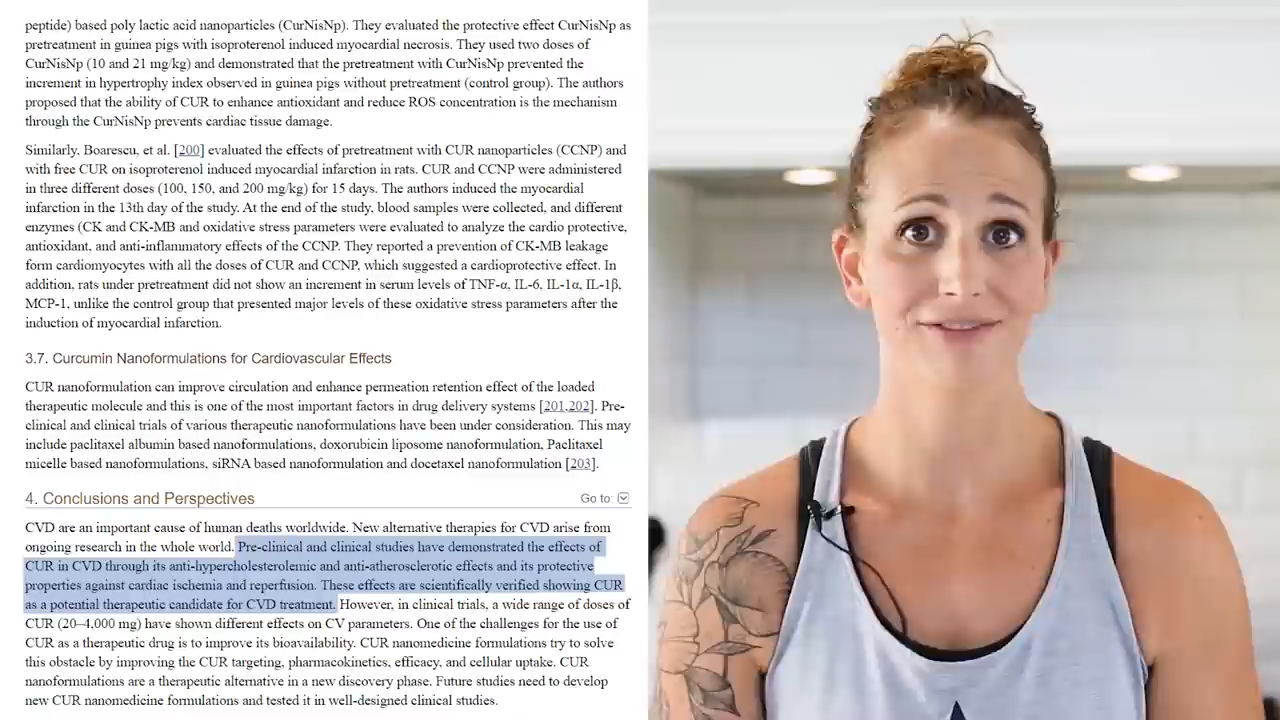 peptide) based poly lactic acid nanoparticles (CurNisNp). They evaluated the protective effect CurNisNp as
pretreatment in guinea pigs with isoproterenol induced myocardial necrosis. They used two doses of
CurNisNp (10 and 21 mg/kg) and demonstrated that the pretreatment with CurNisNp prevented the
increment in hypertrophy index observed in guinea pigs without pretreatment (control group). The authors
proposed that the ability of CUR to enhance antioxidant and reduce ROS concentration is the mechanism
through the CurNisNp prevents cardiac tissue damage.
Similarly, Boarescu, et al. [200] evaluated the effects of pretreatment with CUR nanoparticles (CCNP) and
with free CUR on isoproterenol induced myocardial infarction in rats. CUR and CCNP were administered
in three different doses (100, 150, and 200 mg/kg) for 15 days. The authors induced the myocardial
infarction in the 13th day of the study. At the end of the study, blood samples were collected, and different
enzymes (CK and CK-MB and oxidative stress parameters were evaluated to analyze the cardio protective,
antioxidant, and anti-inflammatory effects of the CCNP. They reported a prevention of CK-MB leakage
form cardiomyocytes with all the doses of CUR and CCNP, which suggested a cardioprotective effect. In
addition, rats under pretreatment did not show an increment in serum levels of TNF-α, IL-6, IL-1α, IL-1β,
MCP-1, unlike the control group that presented major levels of these oxidative stress parameters after the
induction of myocardial infarction.
3.7. Curcumin Nanoformulations for Cardiovascular Effects
CUR nanoformulation can improve circulation and enhance permeation retention effect of the loaded
therapeutic molecule and this is one of the most important factors in drug delivery systems [201,202]. Pre-
clinical and clinical trials of various therapeutic nanoformulations have been under consideration. This may
include paclitaxel albumin based nanoformulations, doxorubicin liposome nanoformulation, Paclitaxel
micelle based nanoformulations, siRNA based nanoformulation and docetaxel nanoformulation [203].
4. Conclusions and Perspectives Go to:
CVD are an important cause of human deaths worldwide. New alternative therapies for CVD arise from
ongoing research in the whole world. Pre-clinical and clinical studies have demonstrated the effects of
CUR in CVD through its anti-hypercholesterolemic and anti-atherosclerotic effects and its protective
properties against cardiac ischemia and reperfusion. These effects are scientifically verified showing CUR
as a potential therapeutic candidate for CVD treatment. However, in clinical trials, a wide range of doses of
CUR (20–4,000 mg) have shown different effects on CV parameters. One of the challenges for the use of
CUR as a therapeutic drug is to improve its bioavailability. CUR nanomedicine formulations try to solve
this obstacle by improving the CUR targeting, pharmacokinetics, efficacy, and cellular uptake. CUR
nanoformulations are a therapeutic alternative in a new discovery phase. Future studies need to develop
new CUR nanomedicine formulations and tested it in well-designed clinical studies.